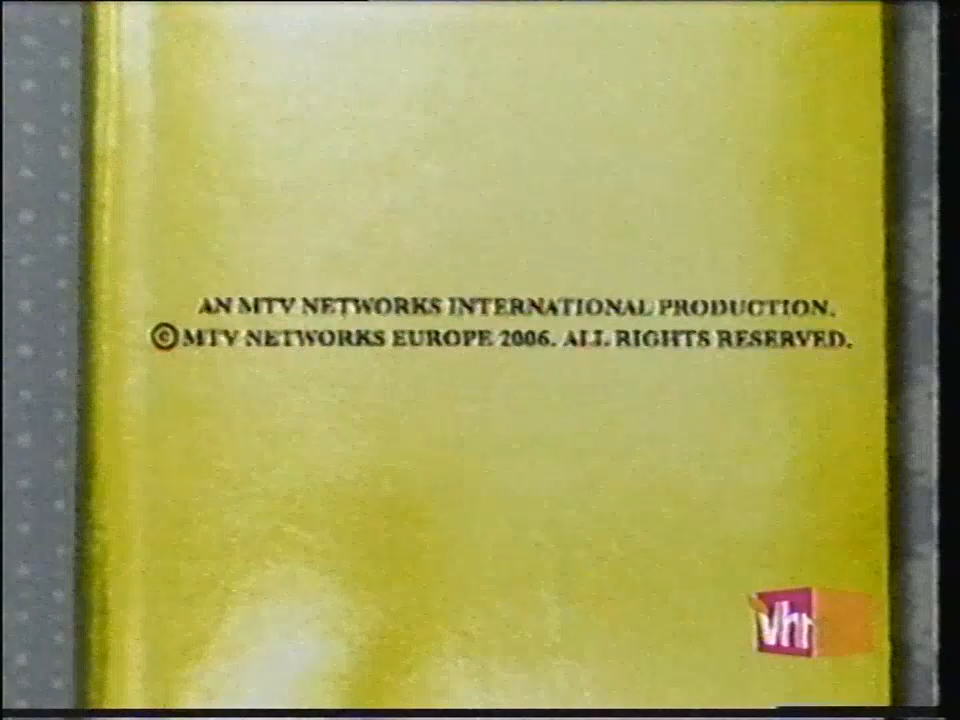 AN MTV NETWORKS INTERNATIONAL PRODUCTION.
© MTV NETWORKS EUROPE 2006. ALL RIGHTS RESERVED.
Vh1